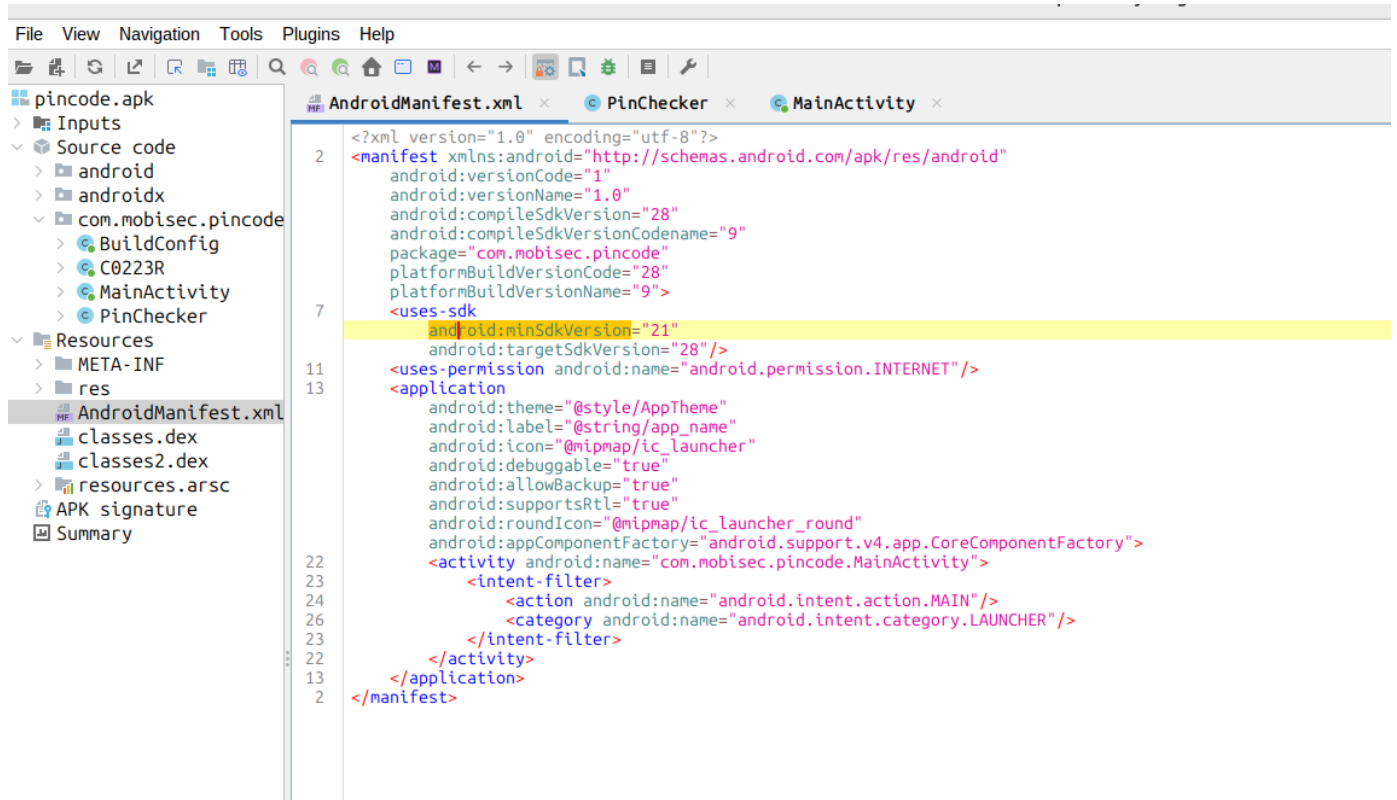 File View Navigation Tools Plugins Help
pincode.apk
Inputs
Source code
android
androidx
com.mobisec.pincode
BuildConfig
C0223R
MainActivity
PinChecker
Resources
META-INF
res
AndroidManifest.xml
classes.dex
classes2.dex
resources.arsc
APK signature
Summary
AndroidManifest.xml × PinChecker × MainActivity ×
<?xml version="1.0" encoding="utf-8"?>
2 <manifest xmlns:android="http://schemas.android.com/apk/res/android"
android:versionCode="1"
android:versionName="1.0"
android:compileSdkVersion="28"
android:compileSdkVersionCodename="9"
package="com.mobisec.pincode"
platformBuildVersionCode="28"
platformBuildVersionName="9">
7 <uses-sdk
android:minSdkVersion="21"
android:targetSdkVersion="28"/>
11 <uses-permission android:name="android.permission.INTERNET"/>
13 <application
android:theme="@style/AppTheme"
android:label="@string/app_name"
android:icon="@mipmap/ic_launcher"
android:debuggable="true"
android:allowBackup="true"
android:supportsRtl="true"
android:roundIcon="@mipmap/ic_launcher_round"
android:appComponentFactory="android.support.v4.app.CoreComponentFactory">
22 <activity android:name="com.mobisec.pincode.MainActivity">
23 <intent-filter>
24 <action android:name="android.intent.action.MAIN"/>
26 <category android:name="android.intent.category.LAUNCHER"/>
23 </intent-filter>
22 </activity>
13 </application>
2 </manifest>